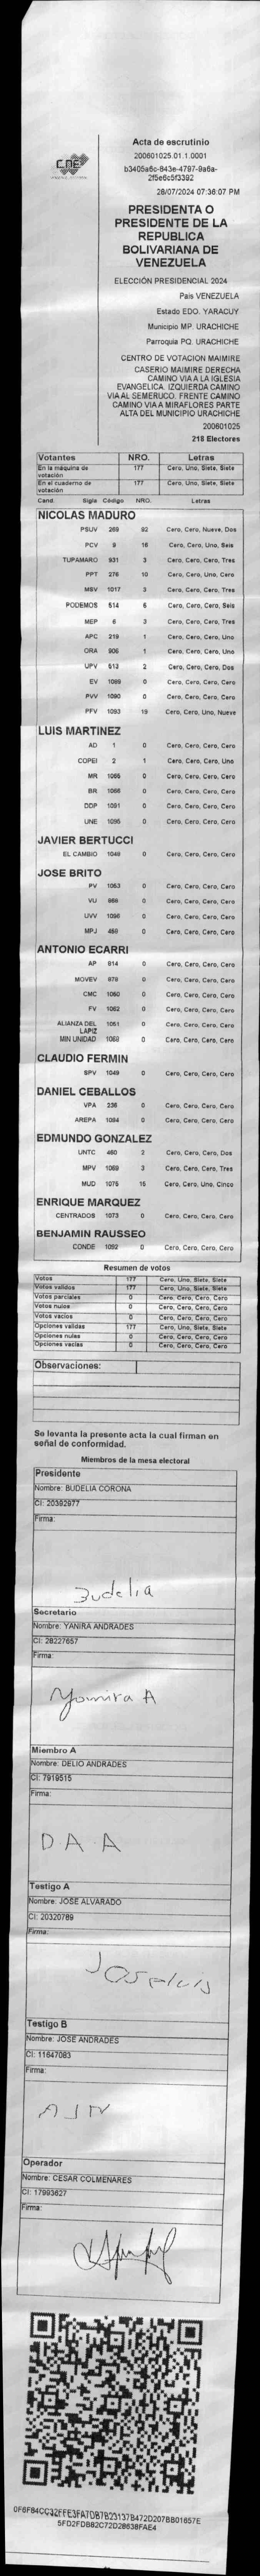 CNE
Acta de escrutinio
200601025.01.1.0001
b3405a6c-843e-4797-9a6a-
2f5e6c5f3392
28/07/2024 07:36:07 PM
PRESIDENTA O
PRESIDENTE DE LA
REPUBLICA
BOLIVARIANA DE
VENEZUELA
ELECCIÓN PRESIDENCIAL 2024
Pais VENEZUELA
Estado EDO. YARACUY
Municipio MP. URACHICHE
Parroquia PQ. URACHICHE
CENTRO DE VOTACION MAIMIRE
CASERIO MAIMIRE DERECHA
CAMINO VIA A LA IGLESIA
EVANGELICA. IZQUIERDA CAMINO
VIA AL SEMERUCO. FRENTE CAMINO
CAMINO VIA A MIRAFLORES PARTE
ALTA DEL MUNICIPIO URACHICHE
200601025
218 Electores
Votantes NRO. Letras
En la máquina de votación 177 Cero, Uno, Siete, Siete
En el cuaderno de votación 177 Cero, Uno, Siete, Siete
Cand. Sigla Código NRO. Letras
NICOLAS MADURO
PSUV 269 92 Cero, Cero, Nueve, Dos
PCV 9 16 Cero, Cero, Uno, Seis
TUPAMARO 931 3 Cero, Cero, Cero, Tres
PPT 276 10 Cero, Cero, Uno, Cero
MSV 1017 3 Cero, Cero, Cero, Tres
PODEMOS 514 6 Cero, Cero, Cero, Seis
MEP 6 3 Cero, Cero, Cero, Tres
APC 219 1 Cero, Cero, Cero, Uno
ORA 906 1 Cero, Cero, Cero, Uno
UPV 513 2 Cero, Cero, Cero, Dos
EV 1089 0 Cero, Cero, Cero, Cero
PVV 1090 0 Cero, Cero, Cero, Cero
PFV 1093 19 Cero, Cero, Uno, Nueve
LUIS MARTINEZ
AD 1 0 Cero, Cero, Cero, Cero
COPEI 2 1 Cero, Cero, Cero, Uno
MR 1065 0 Cero, Cero, Cero, Cero
BR 1066 0 Cero, Cero, Cero, Cero
DDP 1091 0 Cero, Cero, Cero, Cero
UNE 1095 0 Cero, Cero, Cero, Cero
JAVIER BERTUCCI
EL CAMBIO 1048 0 Cero, Cero, Cero, Cero
JOSE BRITO
PV 1053 0 Cero, Cero, Cero, Cero
VU 868 0 Cero, Cero, Cero, Cero
UVV 1056 0 Cero, Cero, Cero, Cero
MPJ 459 0 Cero, Cero, Cero, Cero
ANTONIO ECARRI
AP 914 0 Cero, Cero, Cero, Cero
MOVEV 979 0 Cero, Cero, Cero, Cero
CMC 1050 0 Cero, Cero, Cero, Cero
FV 1062 0 Cero, Cero, Cero, Cero
ALIANZA DEL LAPIZ 1051 0 Cero, Cero, Cero, Cero
MIN UNIDAD 1068 0 Cero, Cero, Cero, Cero
CLAUDIO FERMIN
SPV 1049 0 Cero, Cero, Cero, Cero
DANIEL CEBALLOS
VPA 236 0 Cero, Cero, Cero, Cero
AREPA 1094 0 Cero, Cero, Cero, Cero
EDMUNDO GONZALEZ
UNTC 460 2 Cero, Cero, Cero, Dos
MPV 1069 3 Cero, Cero, Cero, Tres
MUD 1075 15 Cero, Cero, Uno, Cinco
ENRIQUE MARQUEZ
CENTRADOS 1073 0 Cero, Cero, Cero, Cero
BENJAMIN RAUSSEO
CONDE 1092 0 Cero, Cero, Cero, Cero
Resumen de votos
Votos 177 Cero, Uno, Siete, Siete
Votos validos 177 Cero, Uno, Siete, Siete
Votos parciales 0 Cero, Cero, Cero, Cero
Votos nulos 0 Cero, Cero, Cero, Cero
Votos vacios 0 Cero, Cero, Cero, Cero
Opciones validas 177 Cero, Uno, Siete, Siete
Opciones nulas 0 Cero, Cero, Cero, Cero
Opciones vacias 0 Cero, Cero, Cero, Cero
Observaciones:
Se levanta la presente acta la cual firman en
señal de conformidad.
Miembros de la mesa electoral
Presidente
Nombre: BUDELIA CORONA
CI: 20392977
Firma:
Budelia
Secretario
Nombre: YANIRA ANDRADES
CI: 28227657
Firma:
Yannira A
Miembro A
Nombre: DELIO ANDRADES
CI: 7919515
Firma:
D A . A
Testigo A
Nombre: JOSE ALVARADO
CI: 20320789
Firma:
Joseluis
Testigo B
Nombre: JOSE ANDRADES
CI: 11647083
Firma:
Operador
Nombre: CESAR COLMENARES
CI: 17993627
Firma:
5FD2FDB82C72D28638FAE4